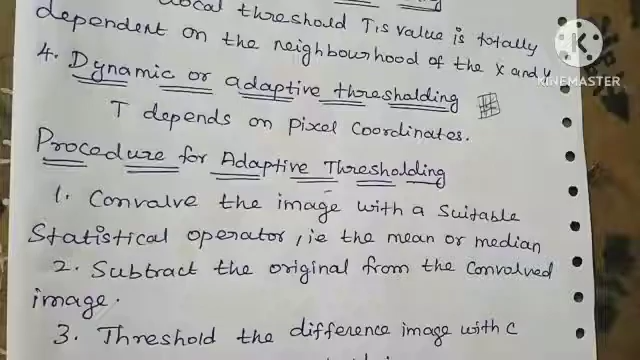 local threshold T, is value is totally
dependent on the neighbourhood of the x and y
4. Dynamic or adaptive thresholding
T depends on pixel coordinates.
Procedure for Adaptive Thresholding
1. Convalve the image with a suitable
Statistical operator, ie the mean or median
2. Subtract the original from the convolved
image.
3. Threshold the difference image with C
KINEMASTER